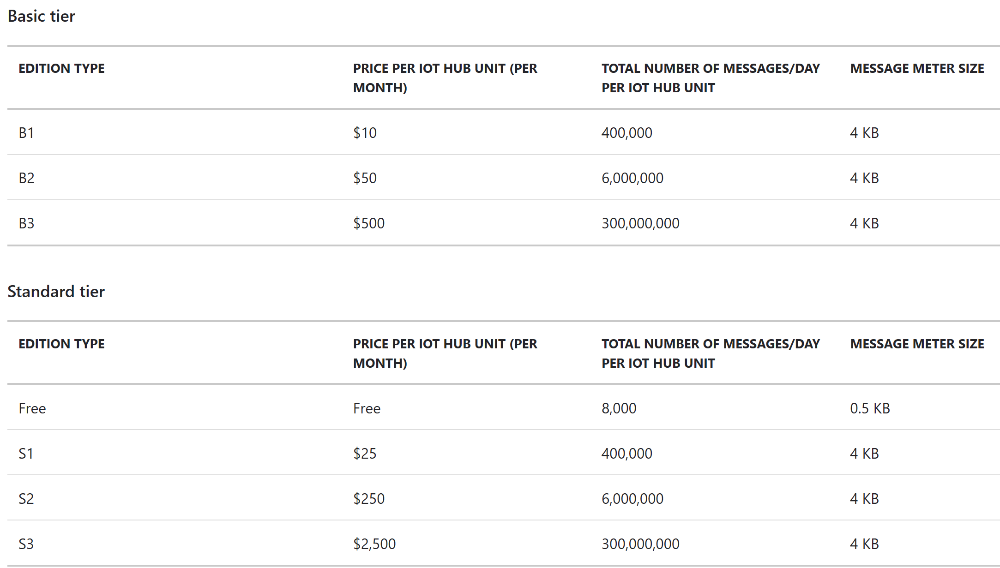 Basic tier
EDITION TYPE PRICE PER IOT HUB UNIT (PER TOTAL NUMBER OF MESSAGES/DAY MESSAGE METER SIZE
MONTH) PER IOT HUB UNIT
B1 $10 400,000 4 KB
B2 $50 6,000,000 4 KB
B3 $500 300,000,000 4 KB
Standard tier
EDITION TYPE PRICE PER IOT HUB UNIT (PER TOTAL NUMBER OF MESSAGES/DAY MESSAGE METER SIZE
MONTH) PER IOT HUB UNIT
Free Free 8,000 0.5 KB
S1 $25 400,000 4 KB
S2 $250 6,000,000 4 KB
S3 $2,500 300,000,000 4 KB